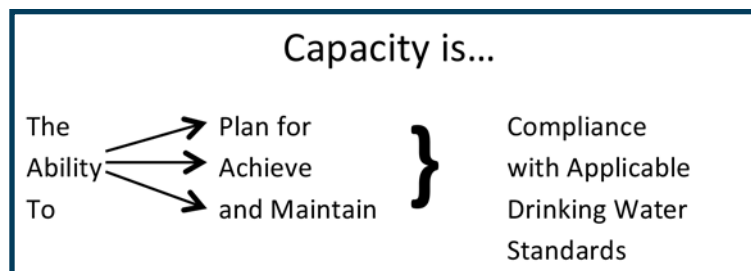 Capacity is...
The
Ability
To
Plan for
Achieve
and Maintain
}
Compliance
with Applicable
Drinking Water
Standards